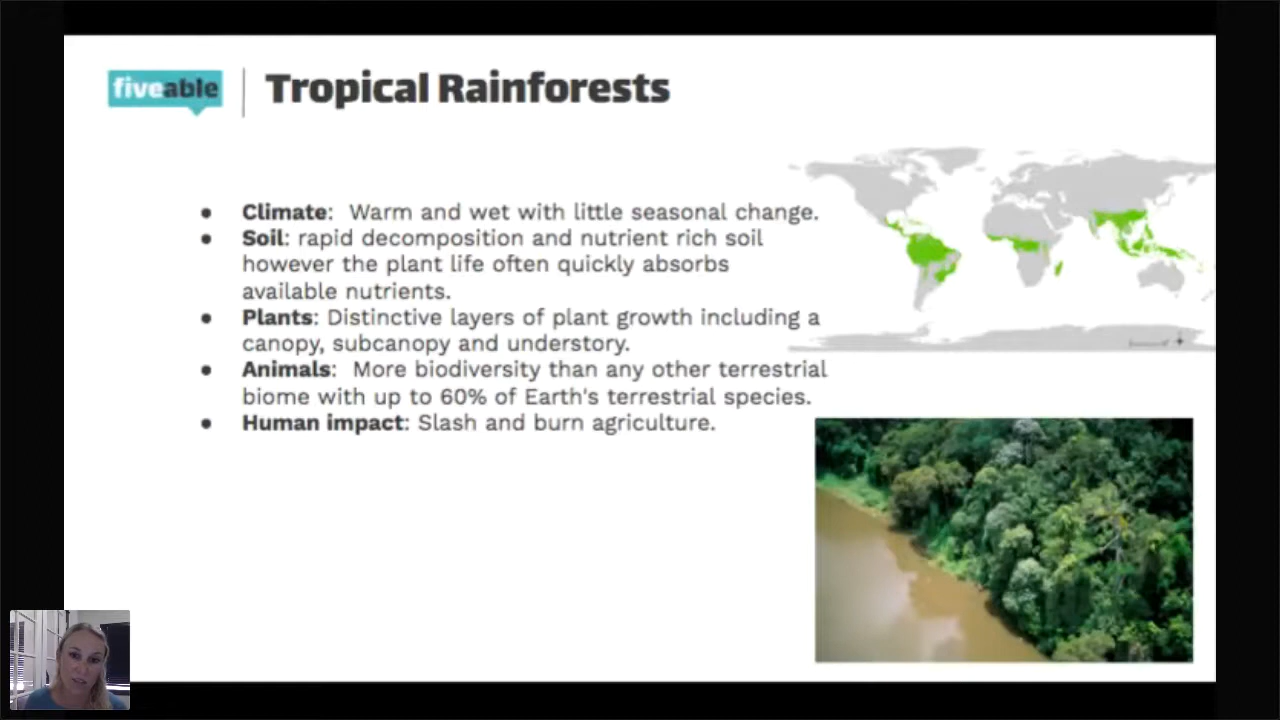 fiveable
Tropical Rainforests
● Climate: Warm and wet with little seasonal change.
● Soil: rapid decomposition and nutrient rich soil
however the plant life often quickly absorbs
available nutrients.
● Plants: Distinctive layers of plant growth including a
canopy, subcanopy and understory.
● Animals: More biodiversity than any other terrestrial
biome with up to 60% of Earth's terrestrial species.
● Human impact: Slash and burn agriculture.